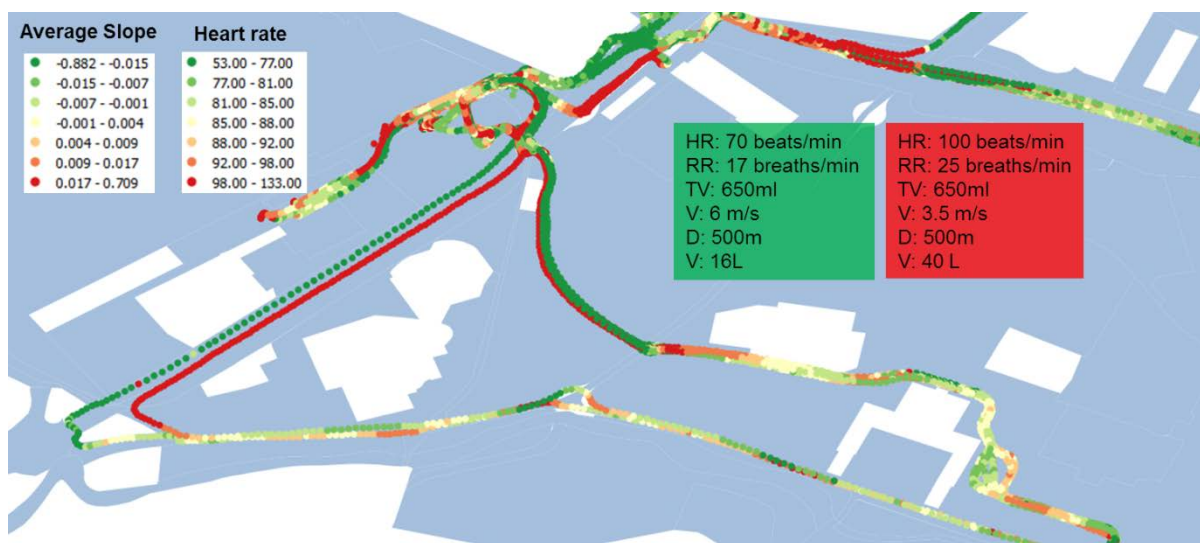 Average Slope
-0.882 - -0.015
-0.015 - -0.007
-0.007 - -0.001
-0.001 - 0.004
0.004 - 0.009
0.009 - 0.017
0.017 - 0.709
Heart rate
53.00 - 77.00
77.00 - 81.00
81.00 - 85.00
85.00 - 88.00
88.00 - 92.00
92.00 - 98.00
98.00 - 133.00
HR: 70 beats/min
RR: 17 breaths/min
TV: 650ml
V: 6 m/s
D: 500m
V: 16L
HR: 100 beats/min
RR: 25 breaths/min
TV: 650ml
V: 3.5 m/s
D: 500m
V: 40 L